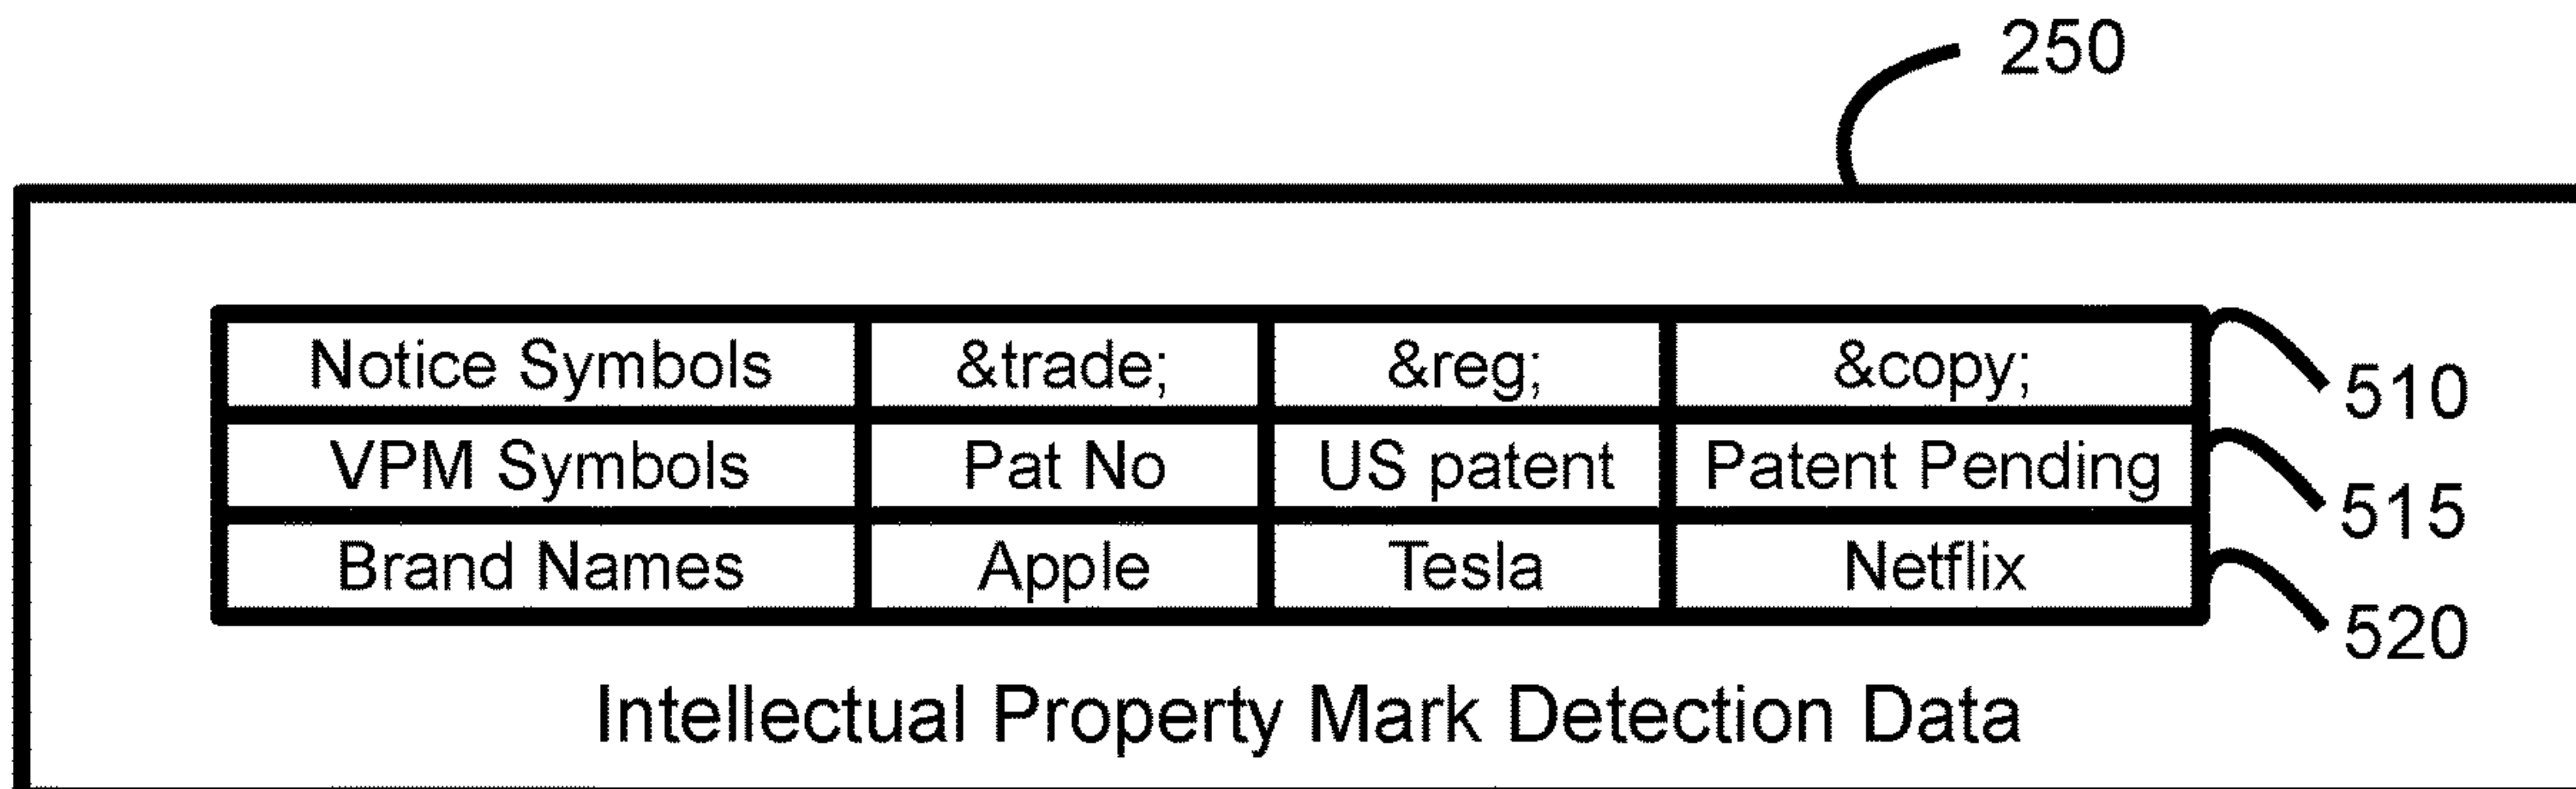 250
Notice Symbols &trade; &reg; &copy; 510
VPM Symbols Pat No US patent Patent Pending 515
Brand Names Apple Tesla Netflix 520
Intellectual Property Mark Detection Data